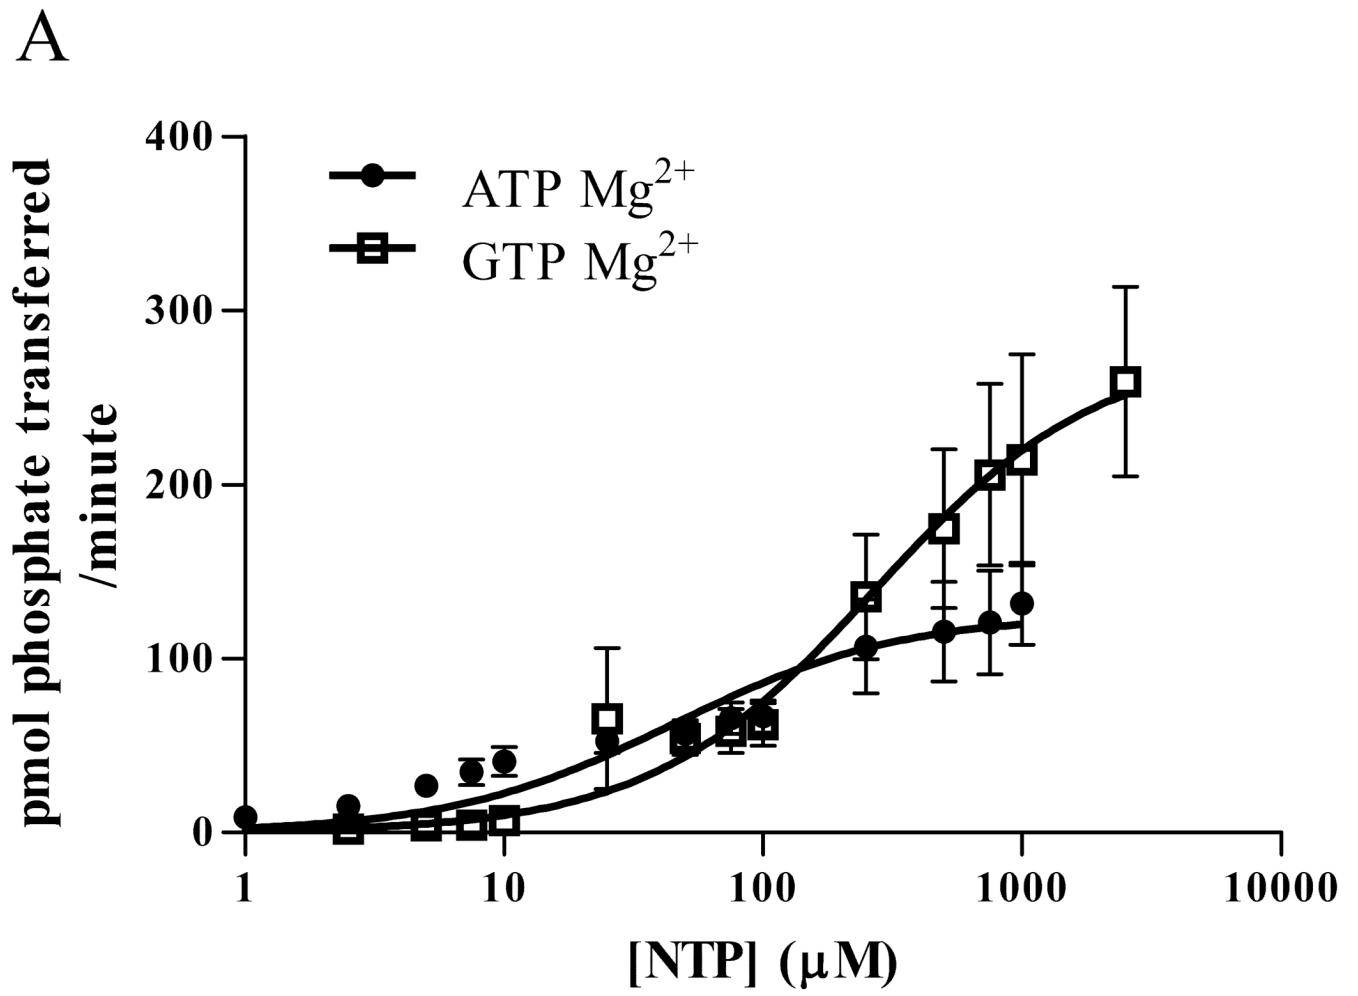 A
pmol phosphate transferred
/minute
400
300
200
100
0
ATP Mg²⁺
GTP Mg²⁺
1 10 100 1000 10000
[NTP] (μM)